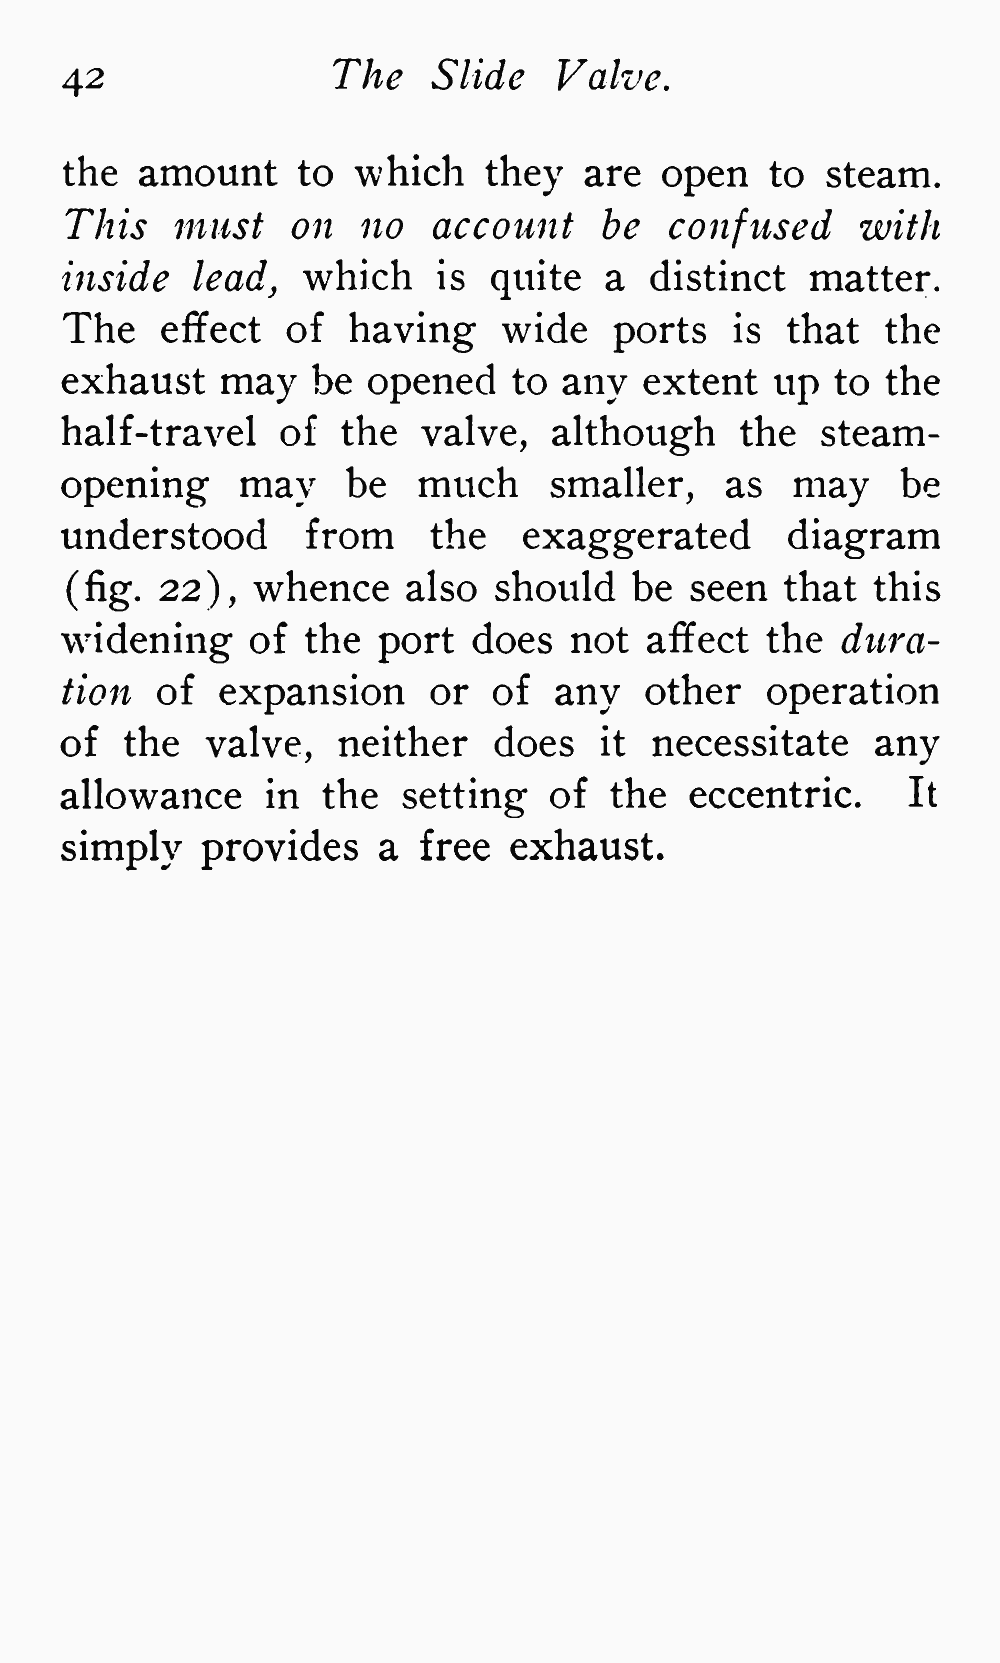 42 The Slide Valve.
the amount to which they are open to steam.
This must on no account be confused with
inside lead, which is quite a distinct matter.
The effect of having wide ports is that the
exhaust may be opened to any extent up to the
half-travel of the valve, although the steam-
opening may be much smaller, as may be
understood from the exaggerated diagram
(fig. 22), whence also should be seen that this
widening of the port does not affect the dura-
tion of expansion or of any other operation
of the valve, neither does it necessitate any
allowance in the setting of the eccentric. It
simply provides a free exhaust.